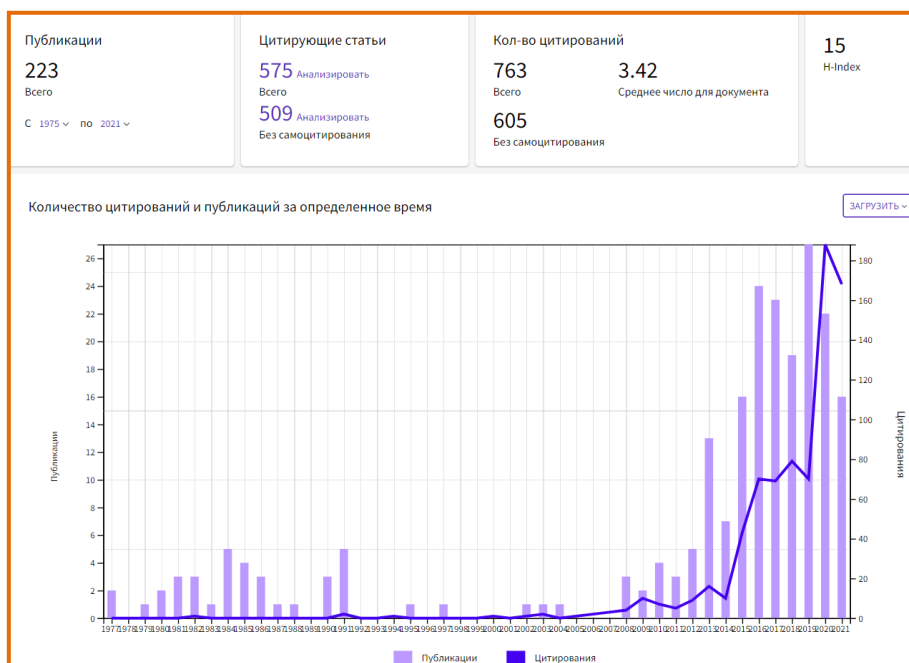 Публикации
223
Всего
С 1975 по 2021
Цитирующие статьи
575 Анализировать
Всего
509 Анализировать
Без самоцитирования
Кол-во цитирований
763
Всего
3.42
Среднее число для документа
605
Без самоцитирования
15
H-Index
Количество цитирований и публикаций за определенное время
ЗАГРУЗИТЬ
Публикации
26
24
22
20
18
16
14
12
10
8
6
4
2
0
180
160
140
120
100
80
60
40
20
0
Цитирования
1977 1978 1979 1980 1981 1982 1983 1984 1985 1986 1987 1988 1989 1990 1991 1992 1993 1994 1995 1996 1997 1998 1999 2000 2001 2002 2003 2004 2005 2006 2007 2008 2009 2010 2011 2012 2013 2014 2015 2016 2017 2018 2019 2020 2021
Публикации Цитирования